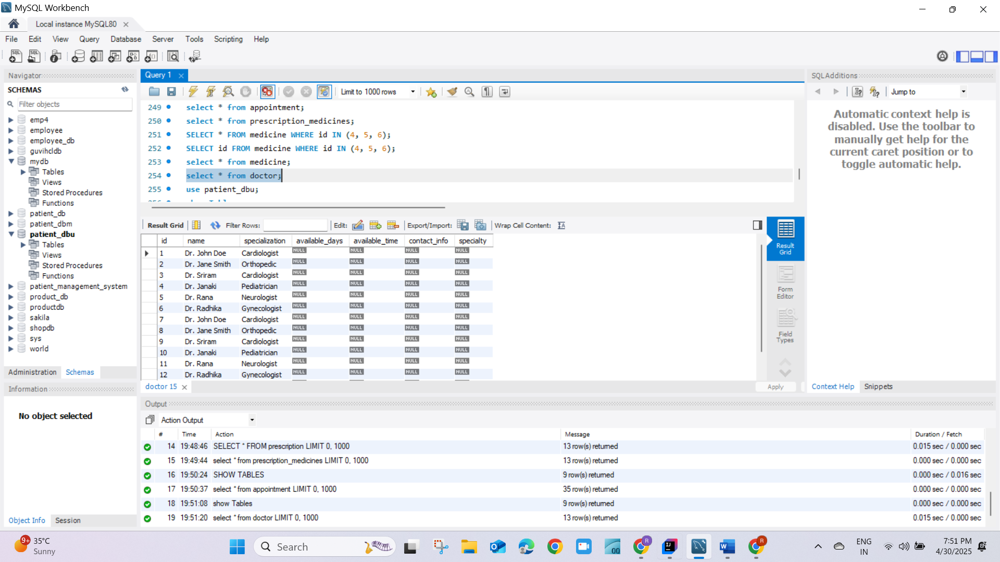 MySQL Workbench
Local instance MySQL80
File Edit View Query Database Server Tools Scripting Help
Navigator
SCHEMAS
Filter objects
emp4
employee
employee_db
guvihcldb
mydb
Tables
Views
Stored Procedures
Functions
patient_db
patient_dbm
patient_dbu
Tables
Views
Stored Procedures
Functions
patient_management_system
product_db
productdb
sakila
shopdb
sys
world
Administration Schemas
Information
No object selected
Object Info Session
Query 1
Limit to 1000 rows
249 select * from appointment;
250 select * from prescription_medicines;
251 SELECT * FROM medicine WHERE id IN (4, 5, 6);
252 SELECT id FROM medicine WHERE id IN (4, 5, 6);
253 select * from medicine;
254 select * from doctor;
255 use patient_dbu;
Result Grid Filter Rows: Edit: Export/Import: Wrap Cell Content:
id name specialization available_days available_time contact_info specialty
1 Dr. John Doe Cardiologist NULL NULL NULL NULL
2 Dr. Jane Smith Orthopedic NULL NULL NULL NULL
3 Dr. Sriram Cardiologist NULL NULL NULL NULL
4 Dr. Janaki Pediatrician NULL NULL NULL NULL
5 Dr. Rana Neurologist NULL NULL NULL NULL
6 Dr. Radhika Gynecologist NULL NULL NULL NULL
7 Dr. John Doe Cardiologist NULL NULL NULL NULL
8 Dr. Jane Smith Orthopedic NULL NULL NULL NULL
9 Dr. Sriram Cardiologist NULL NULL NULL NULL
10 Dr. Janaki Pediatrician NULL NULL NULL NULL
11 Dr. Rana Neurologist NULL NULL NULL NULL
12 Dr. Radhika Gynecologist NULL NULL NULL NULL
Result
Grid
Form
Editor
Field
Types
doctor 15
Apply
SQLAdditions
Jump to
Automatic context help is
disabled. Use the toolbar to
manually get help for the
current caret position or to
toggle automatic help.
Context Help Snippets
Output
Action Output
# Time Action Message Duration / Fetch
14 19:48:46 SELECT * FROM prescription LIMIT 0, 1000 13 row(s) returned 0.015 sec / 0.000 sec
15 19:49:44 select * from prescription_medicines LIMIT 0, 1000 13 row(s) returned 0.000 sec / 0.000 sec
16 19:50:24 SHOW TABLES 9 row(s) returned 0.000 sec / 0.016 sec
17 19:50:37 select * from appointment LIMIT 0, 1000 35 row(s) returned 0.000 sec / 0.000 sec
18 19:51:08 show Tables 9 row(s) returned 0.000 sec / 0.000 sec
19 19:51:20 select * from doctor LIMIT 0, 1000 13 row(s) returned 0.015 sec / 0.000 sec
9+
35°C
Sunny
Search
ENG
IN
7:51 PM
4/30/2025